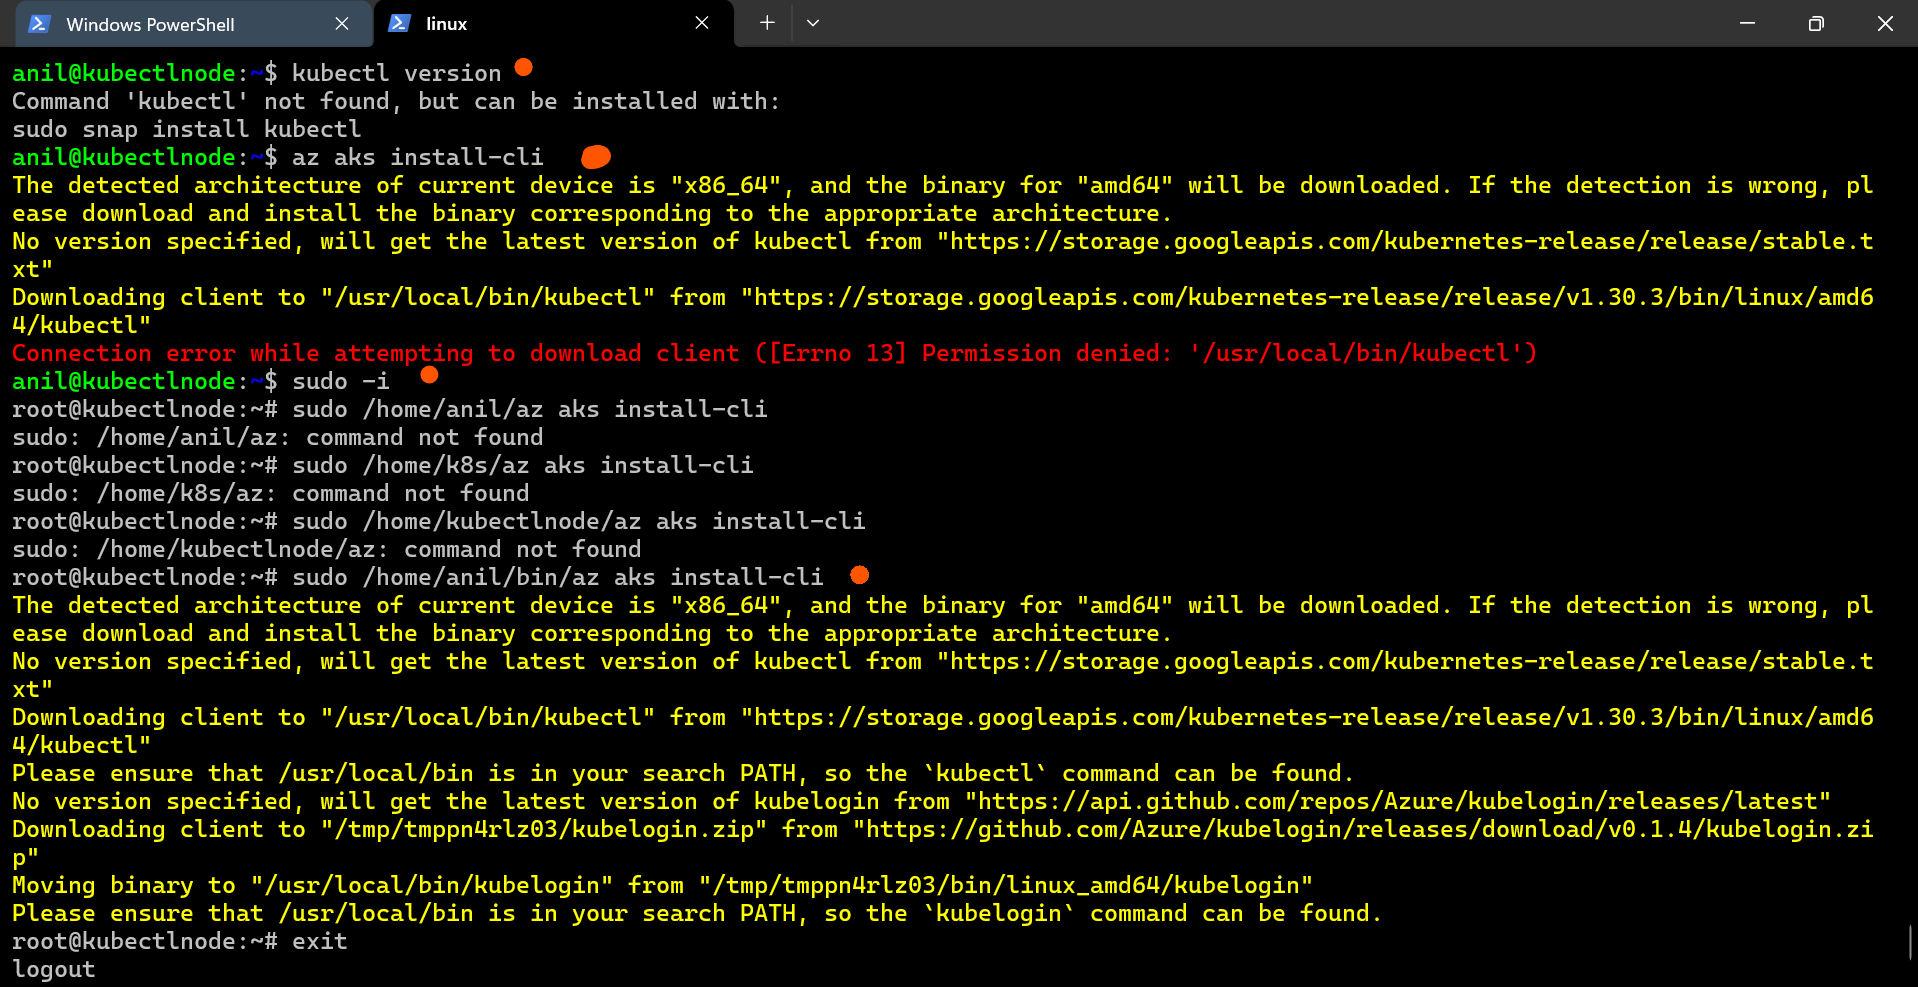 Windows PowerShell
linux
anil@kubectlnode:~$ kubectl version
Command 'kubectl' not found, but can be installed with:
sudo snap install kubectl
anil@kubectlnode:~$ az aks install-cli
The detected architecture of current device is "x86_64", and the binary for "amd64" will be downloaded. If the detection is wrong, pl
ease download and install the binary corresponding to the appropriate architecture.
No version specified, will get the latest version of kubectl from "https://storage.googleapis.com/kubernetes-release/release/stable.t
xt"
Downloading client to "/usr/local/bin/kubectl" from "https://storage.googleapis.com/kubernetes-release/release/v1.30.3/bin/linux/amd6
4/kubectl"
Connection error while attempting to download client ([Errno 13] Permission denied: '/usr/local/bin/kubectl')
anil@kubectlnode:~$ sudo -i
root@kubectlnode:~# sudo /home/anil/az aks install-cli
sudo: /home/anil/az: command not found
root@kubectlnode:~# sudo /home/k8s/az aks install-cli
sudo: /home/k8s/az: command not found
root@kubectlnode:~# sudo /home/kubectlnode/az aks install-cli
sudo: /home/kubectlnode/az: command not found
root@kubectlnode:~# sudo /home/anil/bin/az aks install-cli
The detected architecture of current device is "x86_64", and the binary for "amd64" will be downloaded. If the detection is wrong, pl
ease download and install the binary corresponding to the appropriate architecture.
No version specified, will get the latest version of kubectl from "https://storage.googleapis.com/kubernetes-release/release/stable.t
xt"
Downloading client to "/usr/local/bin/kubectl" from "https://storage.googleapis.com/kubernetes-release/release/v1.30.3/bin/linux/amd6
4/kubectl"
Please ensure that /usr/local/bin is in your search PATH, so the `kubectl` command can be found.
No version specified, will get the latest version of kubelogin from "https://api.github.com/repos/Azure/kubelogin/releases/latest"
Downloading client to "/tmp/tmppn4rlz03/kubelogin.zip" from "https://github.com/Azure/kubelogin/releases/download/v0.1.4/kubelogin.zi
p"
Moving binary to "/usr/local/bin/kubelogin" from "/tmp/tmppn4rlz03/bin/linux_amd64/kubelogin"
Please ensure that /usr/local/bin is in your search PATH, so the `kubelogin` command can be found.
root@kubectlnode:~# exit
logout